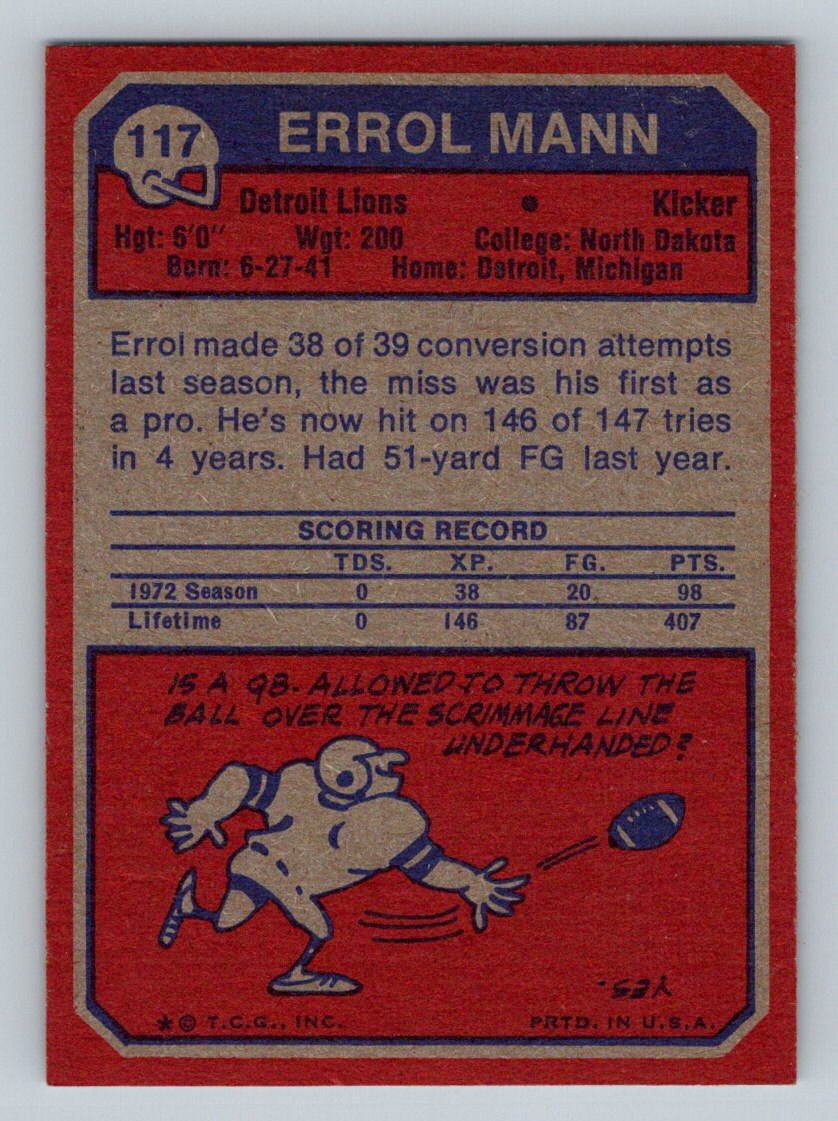 117
ERROL MANN
Detroit Lions • Kicker
Hgt: 6'0" Wgt: 200 College: North Dakota
Born: 6-27-41 Home: Detroit, Michigan
Errol made 38 of 39 conversion attempts
last season, the miss was his first as
a pro. He's now hit on 146 of 147 tries
in 4 years. Had 51-yard FG last year.
SCORING RECORD
TDS. XP. FG. PTS.
1972 Season 0 38 20 98
Lifetime 0 146 87 407
IS A QB. ALLOWED TO THROW THE
BALL OVER THE SCRIMMAGE LINE
UNDERHANDED?
YES.
★ © T.C.G., INC. PRTD. IN U.S.A.